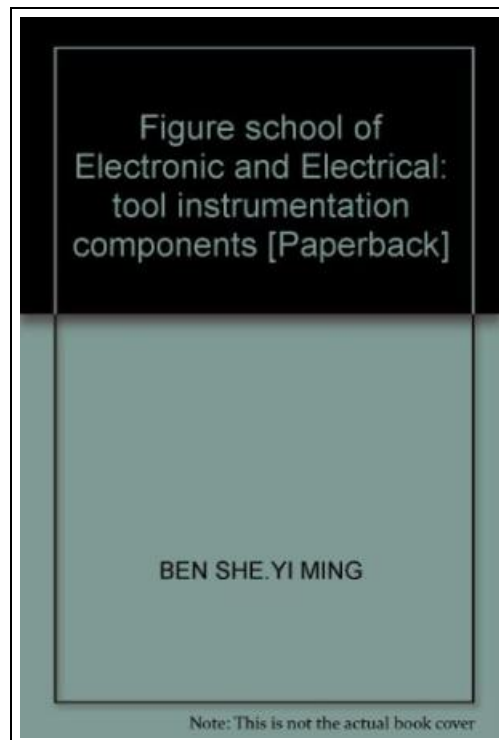 Figure school of
Electronic and Electrical:
tool instrumentation
components [Paperback]
BEN SHE.YI MING
Note: This is not the actual book cover